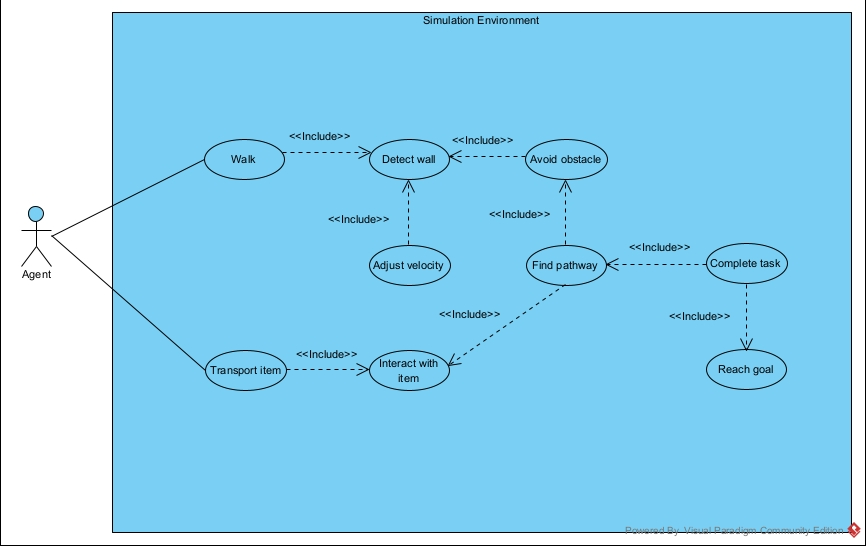 Simulation Environment
<<Include>>
<<Include>>
Walk
Detect wall
Avoid obstacle
<<Include>>
<<Include>>
<<Include>>
Agent
Adjust velocity
Find pathway
Complete task
<<Include>>
<<Include>>
<<Include>>
Transport item
Interact with
item
Reach goal
Powered By Visual Paradigm Community Edition